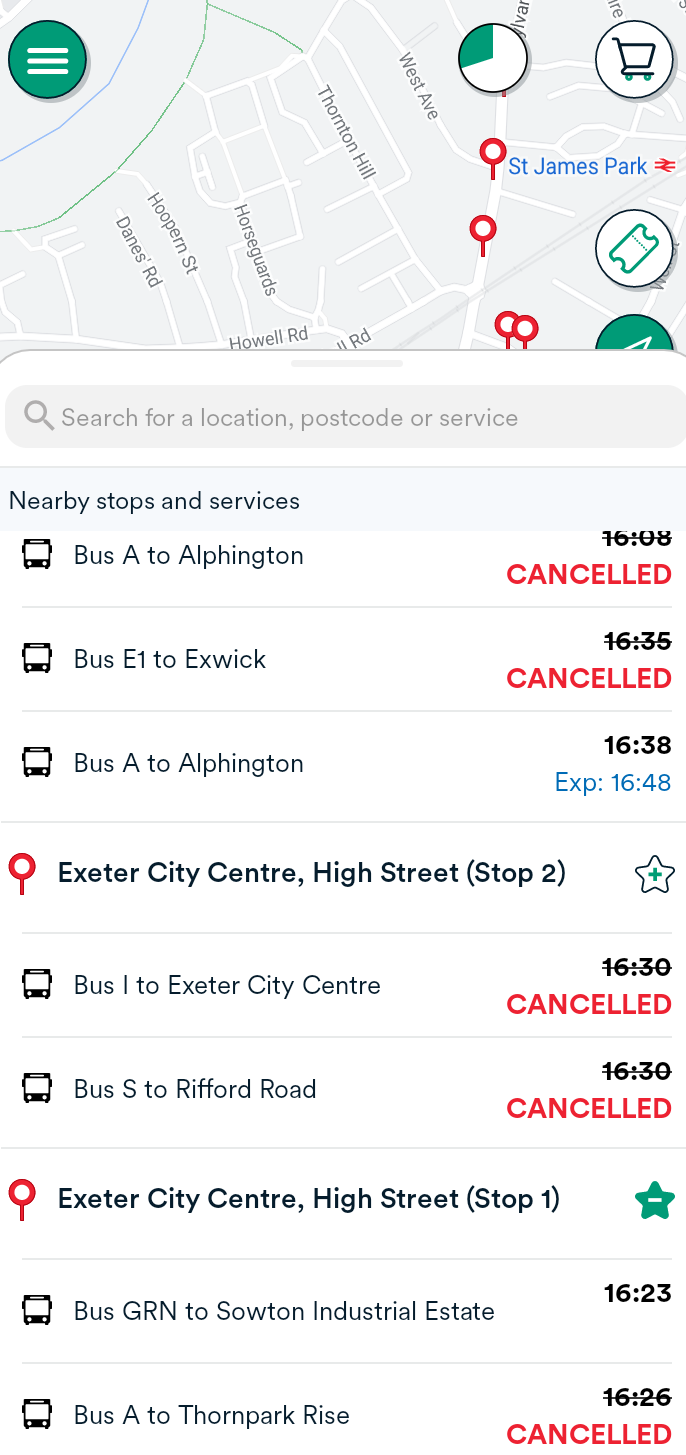 West Ave
Thornton Hill
St James Park
Hoopern St
Danes' Rd
Horseguards
Howell Rd
ll Rd
Search for a location, postcode or service
Nearby stops and services
Bus A to Alphington
16:08
CANCELLED
Bus E1 to Exwick
16:35
CANCELLED
Bus A to Alphington
16:38
Exp: 16:48
Exeter City Centre, High Street (Stop 2)
Bus I to Exeter City Centre
16:30
CANCELLED
Bus S to Rifford Road
16:30
CANCELLED
Exeter City Centre, High Street (Stop 1)
Bus GRN to Sowton Industrial Estate
16:23
Bus A to Thornpark Rise
16:26
CANCELLED